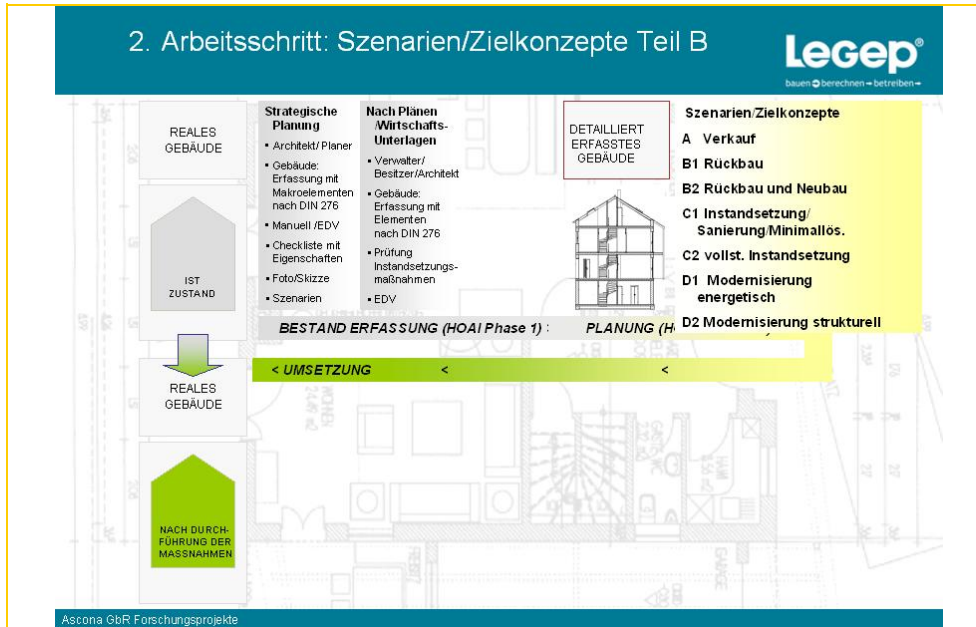 2. Arbeitsschritt: Szenarien/Zielkonzepte Teil B
LEGEP®
bauen berechnen betreiben
REALES
GEBÄUDE
IST
ZUSTAND
REALES
GEBÄUDE
NACH DURCH-
FÜHRUNG DER
MASSNAHMEN
Strategische
Planung
▪ Architekt/ Planer
▪ Gebäude:
Erfassung mit
Makroelementen
nach DIN 276
▪ Manuell /EDV
▪ Checkliste mit
Eigenschaften
▪ Foto/Skizze
▪ Szenarien
Nach Plänen
/Wirtschafts-
Unterlagen
▪ Verwalter/
Besitzer/Architekt
▪ Gebäude:
Erfassung mit
Elementen
nach DIN 276
▪ Prüfung
Instandsetzungs-
maßnahmen
▪ EDV
DETAILLIERT
ERFASSTES
GEBÄUDE
Szenarien/Zielkonzepte
A Verkauf
B1 Rückbau
B2 Rückbau und Neubau
C1 Instandsetzung/
Sanierung/Minimallös.
C2 vollst. Instandsetzung
D1 Modernisierung
energetisch
D2 Modernisierung strukturell
BESTAND ERFASSUNG (HOAI Phase 1) : PLANUNG
< UMSETZUNG < <
WOHNEN
GARAGE
Ascona GbR Forschungsprojekte